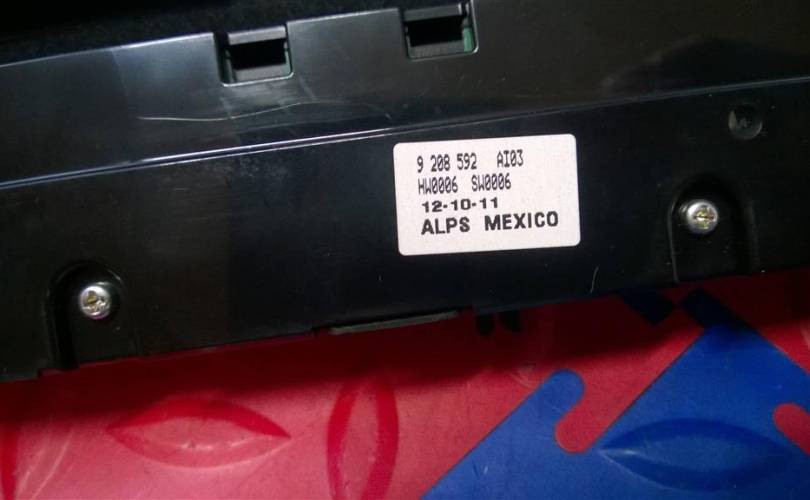 9 208 592 AI03
HW0006 SW0006
12-10-11
ALPS MEXICO